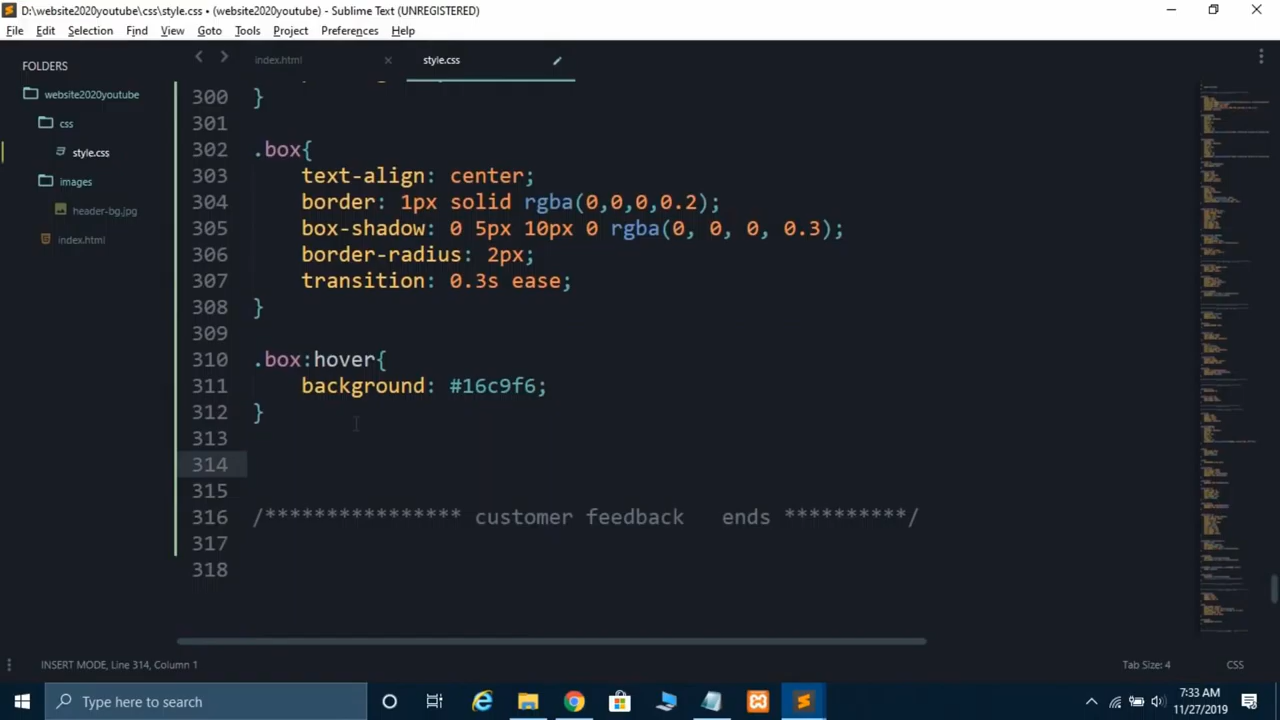 D:\website2020youtube\css\style.css • (website2020youtube) - Sublime Text (UNREGISTERED)
File Edit Selection Find View Goto Tools Project Preferences Help
FOLDERS
website2020youtube
css
style.css
images
header-bg.jpg
index.html
index.html style.css
300 }
301
302 .box{
303 text-align: center;
304 border: 1px solid rgba(0,0,0,0.2);
305 box-shadow: 0 5px 10px 0 rgba(0, 0, 0, 0.3);
306 border-radius: 2px;
307 transition: 0.3s ease;
308 }
309
310 .box:hover{
311 background: #16c9f6;
312 }
313
314
315
316 /**************** customer feedback   ends **********/
317
318
INSERT MODE, Line 314, Column 1 Tab Size: 4 CSS
Type here to search
7:33 AM
11/27/2019